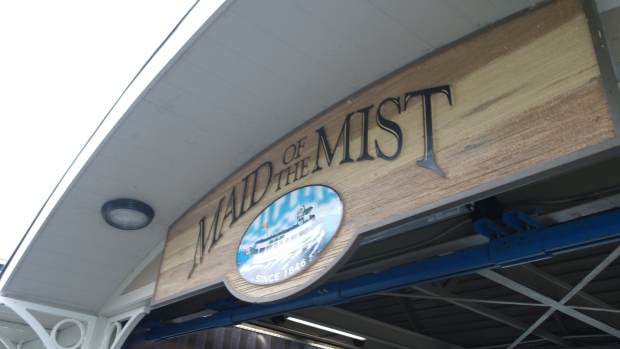 MAID OF THE MIST
SINCE 1846